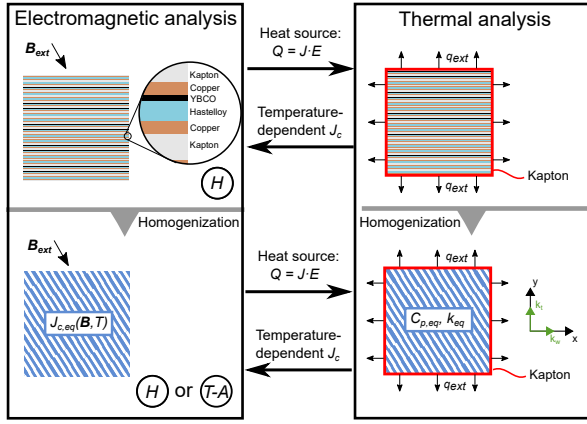 Electromagnetic analysis
B_ext
Kapton
Copper
YBCO
Hastelloy
Copper
Kapton
H
Homogenization
B_ext
J_c,eq(B,T)
H or T-A
Heat source:
Q = J·E
Temperature-
dependent J_c
Heat source:
Q = J·E
Temperature-
dependent J_c
Thermal analysis
q_ext
q_ext
Kapton
Homogenization
q_ext
C_p,eq, k_eq
q_ext
Kapton
y
k_t
k_w
x